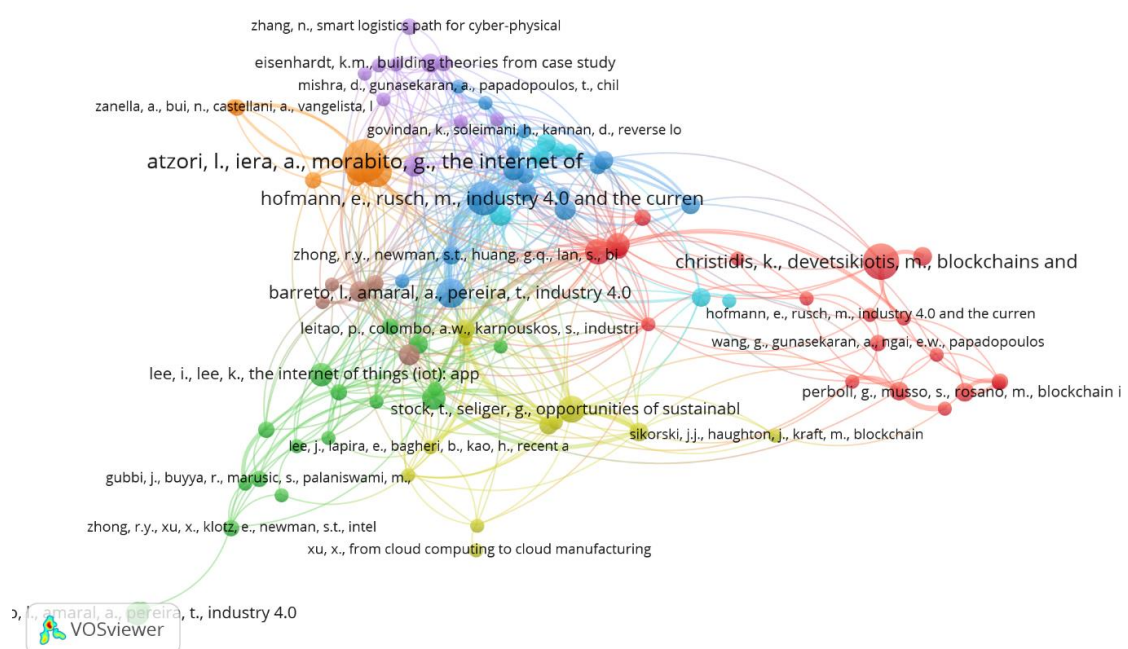 zhang, n., smart logistics path for cyber-physical
eisenhardt, k.m., building theories from case study
mishra, d., gunasekaran, a., papadopoulos, t., chil
zanella, a., bui, n., castellani, a., vangelista, l
govindan, k., soleimani, h., kannan, d., reverse lo
atzori, l., iera, a., morabito, g., the internet of
hofmann, e., rusch, m., industry 4.0 and the curren
zhong, r.y., newman, s.t., huang, g.q., lan, s., bi
christidis, k., devetsikiotis, m., blockchains and
barreto, l., amaral, a., pereira, t., industry 4.0
hofmann, e., rusch, m., industry 4.0 and the curren
leitao, p., colombo, a.w., karnouskos, s., industri
wang, g., gunasekaran, a., ngai, e.w., papadopoulos
lee, i., lee, k., the internet of things (iot): app
perboli, g., musso, s., rosano, m., blockchain i
stock, t., seliger, g., opportunities of sustainabl
sikorski, j.j., haughton, j., kraft, m., blockchain
lee, j., lapira, e., bagheri, b., kao, h., recent a
gubbi, j., buyya, r., marusic, s., palaniswami, m.,
zhong, r.y., xu, x., klotz, e., newman, s.t., intel
xu, x., from cloud computing to cloud manufacturing
o, l., amaral, a., pereira, t., industry 4.0
VOSviewer